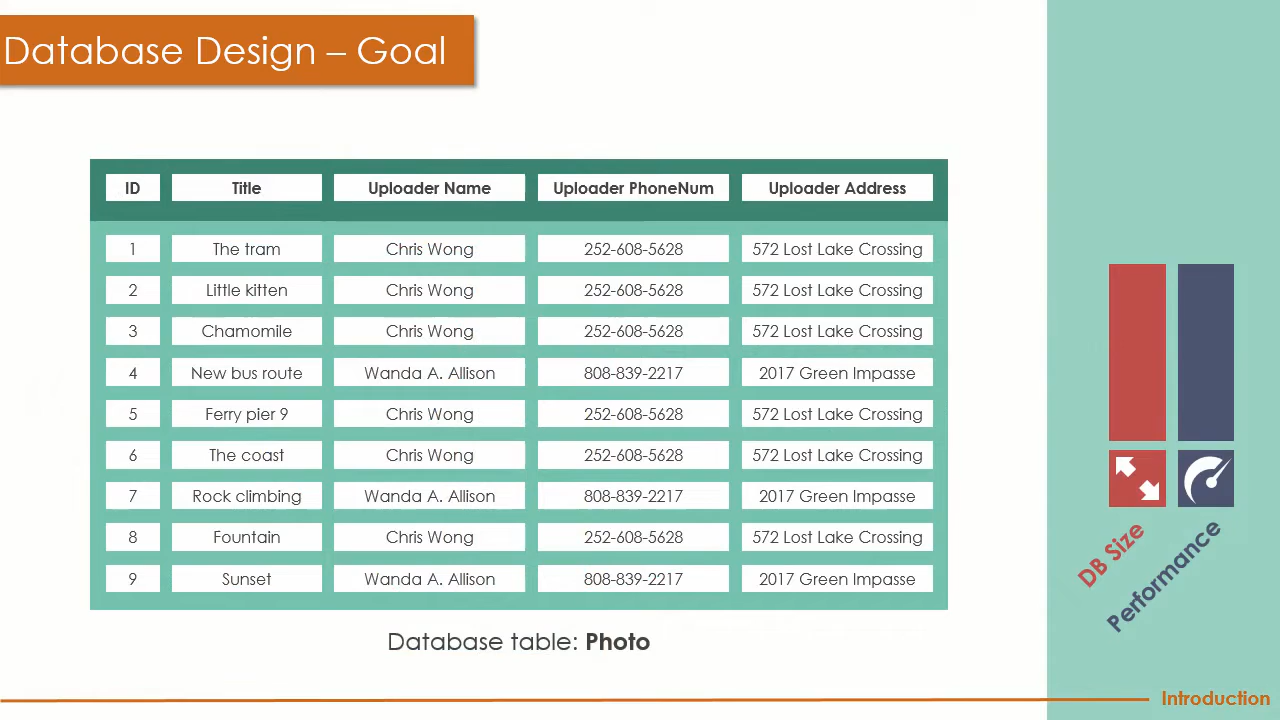 Database Design – Goal
ID Title Uploader Name Uploader PhoneNum Uploader Address
1 The tram Chris Wong 252-608-5628 572 Lost Lake Crossing
2 Little kitten Chris Wong 252-608-5628 572 Lost Lake Crossing
3 Chamomile Chris Wong 252-608-5628 572 Lost Lake Crossing
4 New bus route Wanda A. Allison 808-839-2217 2017 Green Impasse
5 Ferry pier 9 Chris Wong 252-608-5628 572 Lost Lake Crossing
6 The coast Chris Wong 252-608-5628 572 Lost Lake Crossing
7 Rock climbing Wanda A. Allison 808-839-2217 2017 Green Impasse
8 Fountain Chris Wong 252-608-5628 572 Lost Lake Crossing
9 Sunset Wanda A. Allison 808-839-2217 2017 Green Impasse
Database table: Photo
DB Size
Performance
Introduction